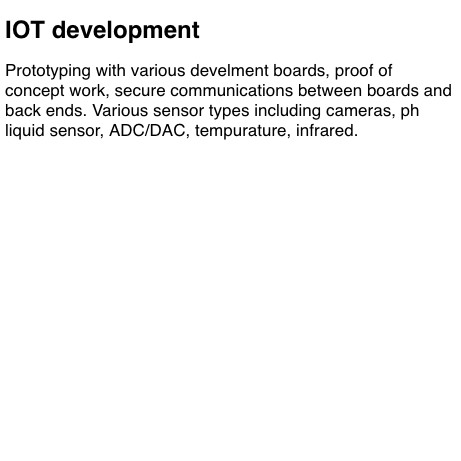 IOT development
Prototyping with various develment boards, proof of
concept work, secure communications between boards and
back ends. Various sensor types including cameras, ph
liquid sensor, ADC/DAC, tempurature, infrared.